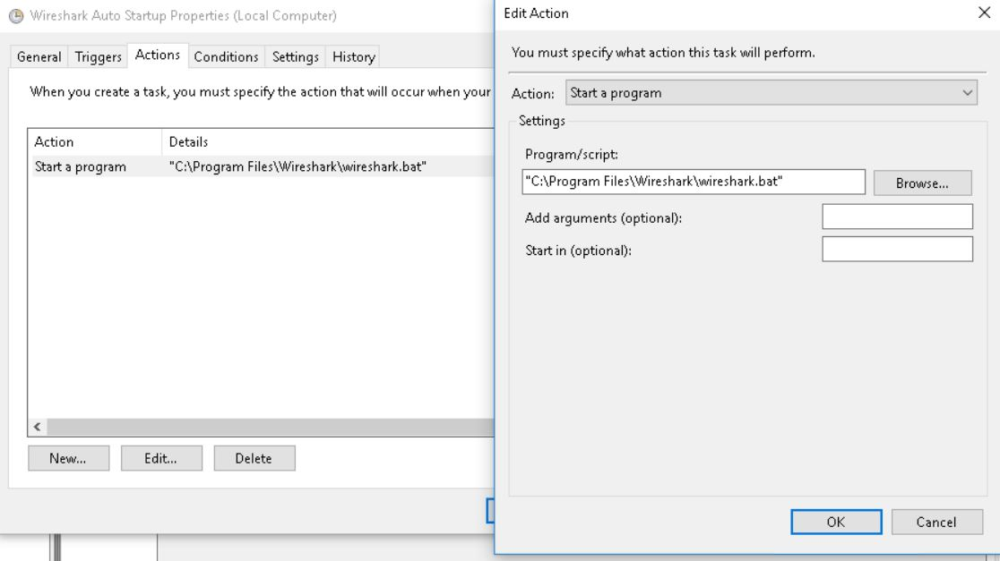 Wireshark Auto Startup Properties (Local Computer)
General Triggers Actions Conditions Settings History
When you create a task, you must specify the action that will occur when your
Action Details
Start a program "C:\Program Files\Wireshark\wireshark.bat"
New... Edit... Delete
Edit Action
You must specify what action this task will perform.
Action: Start a program
Settings
Program/script:
"C:\Program Files\Wireshark\wireshark.bat" Browse...
Add arguments (optional):
Start in (optional):
OK Cancel